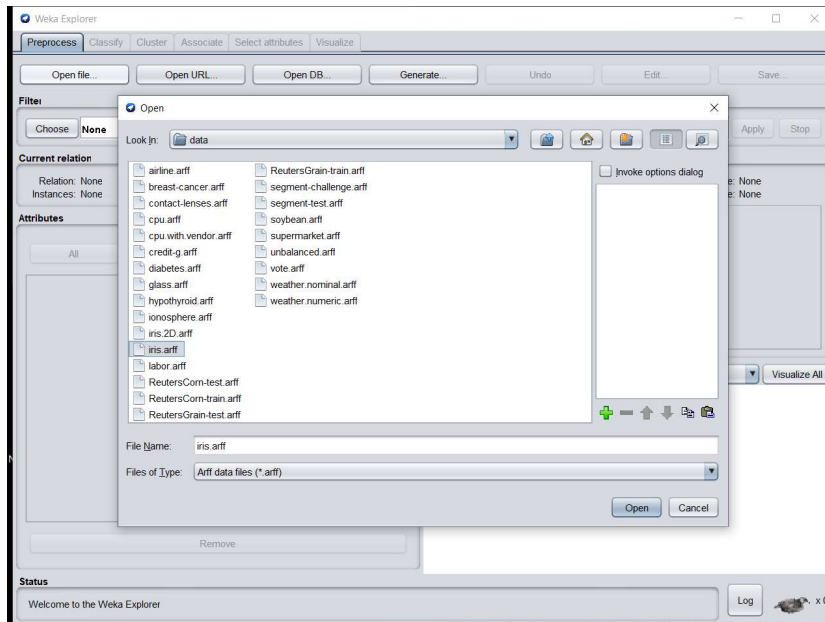 Weka Explorer
Preprocess Classify Cluster Associate Select attributes Visualize
Open file... Open URL... Open DB... Generate... Undo Edit... Save...
Filter
Choose None Apply Stop
Current relation
Relation: None
Instances: None
e: None
e: None
Attributes
All
Remove
Visualize All
Status
Welcome to the Weka Explorer
Log x 0
Open
Look In: data
airline.arff
breast-cancer.arff
contact-lenses.arff
cpu.arff
cpu.with.vendor.arff
credit-g.arff
diabetes.arff
glass.arff
hypothyroid.arff
ionosphere.arff
iris.2D.arff
iris.arff
labor.arff
ReutersCorn-test.arff
ReutersCorn-train.arff
ReutersGrain-test.arff
ReutersGrain-train.arff
segment-challenge.arff
segment-test.arff
soybean.arff
supermarket.arff
unbalanced.arff
vote.arff
weather.nominal.arff
weather.numeric.arff
Invoke options dialog
File Name: iris.arff
Files of Type: Arff data files (*.arff)
Open Cancel